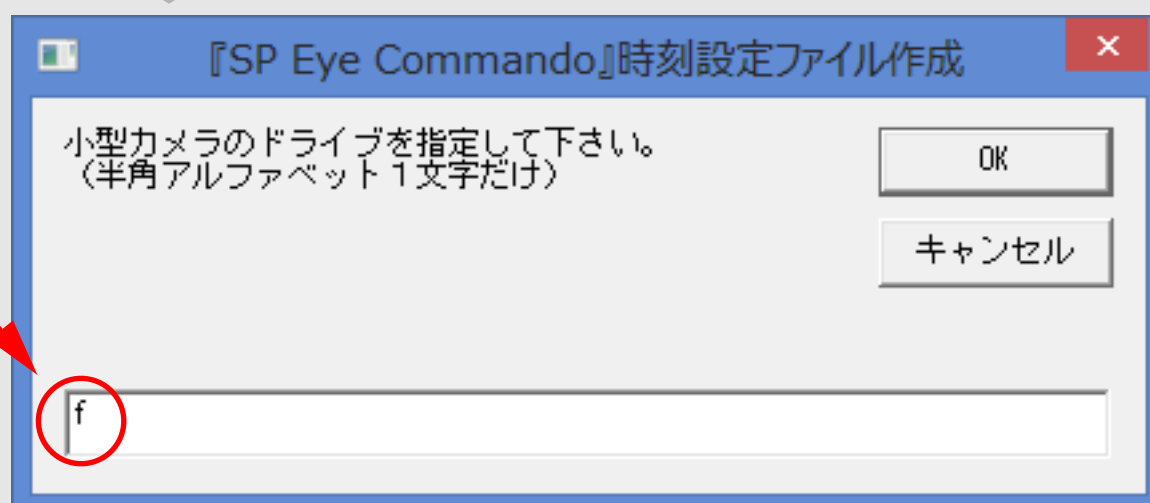 『SP Eye Commando』時刻設定ファイル作成
小型カメラのドライブを指定して下さい。
（半角アルファベット１文字だけ）
OK
キャンセル
f